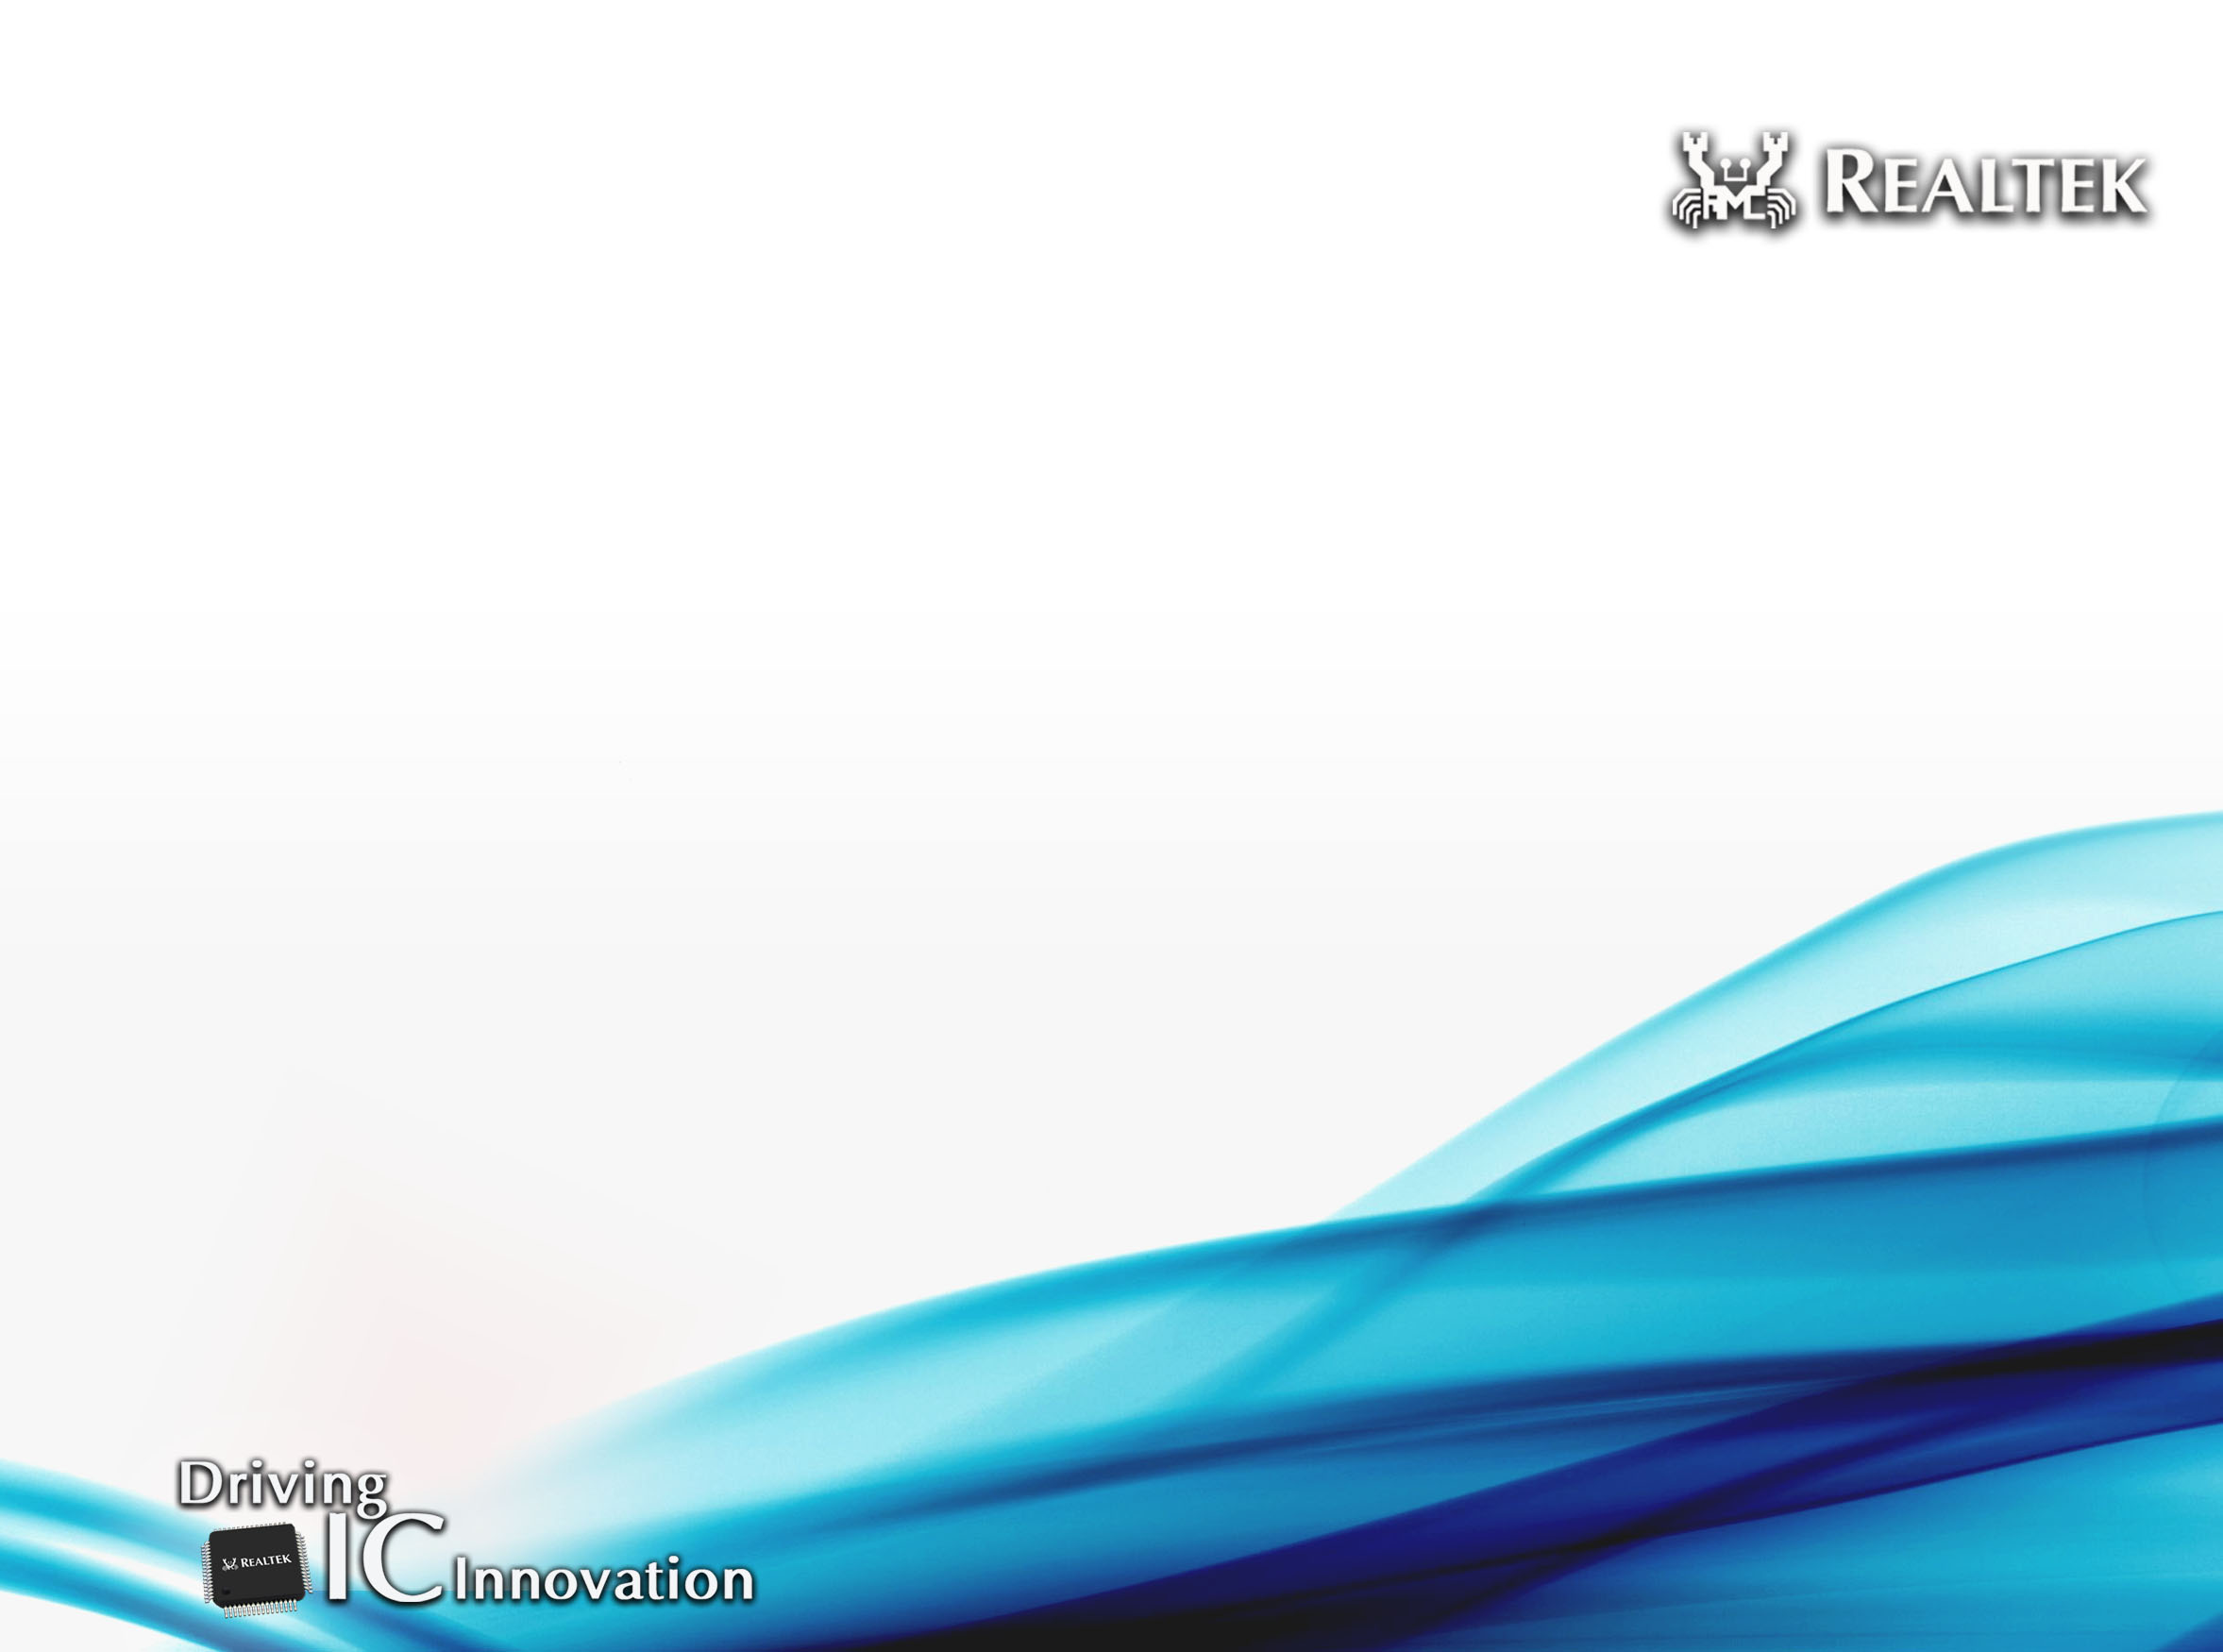 REALTEK
Driving
IC Innovation
REALTEK